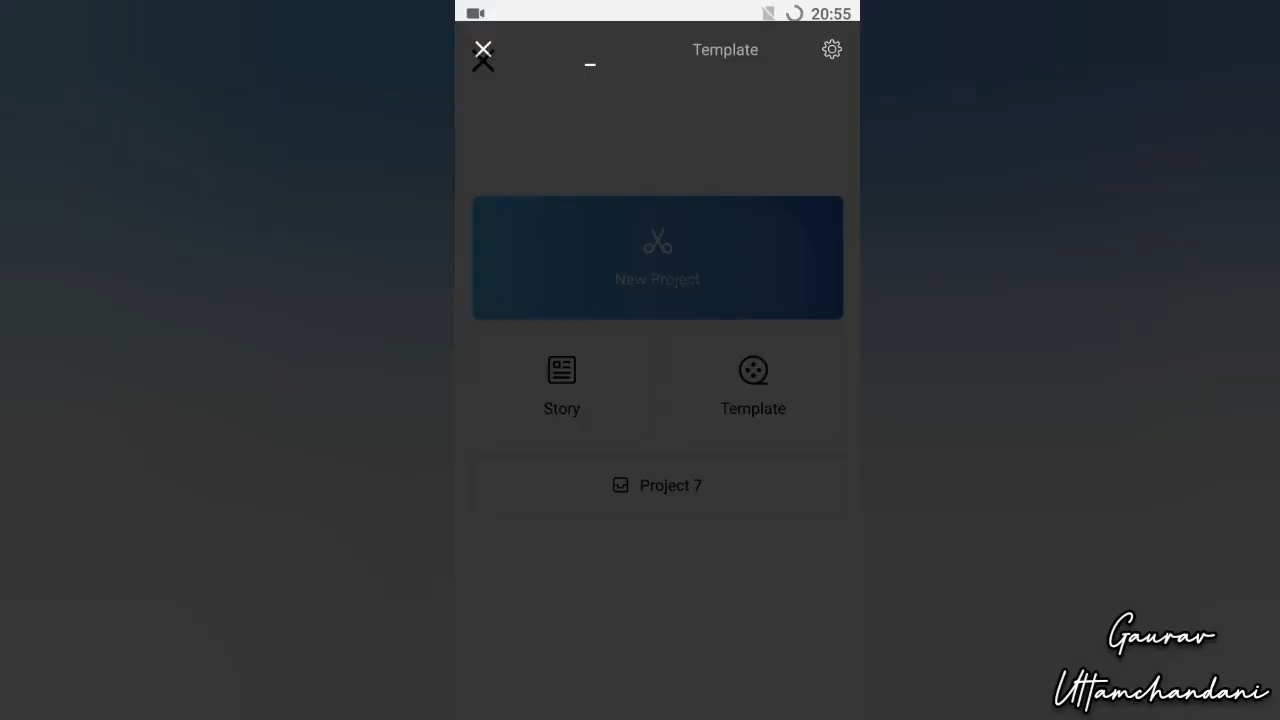 20:55
Template
New Project
Story
Template
Project 7
Gaurav
Uttamchandani